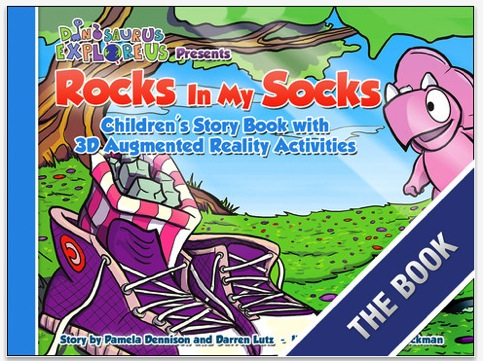 DINOSAURUS
EXPLOREUS Presents
Rocks In My Socks
Children's Story Book with
3D Augmented Reality Activities
THE BOOK
Story by Pamela Dennison and Darren Lutz -